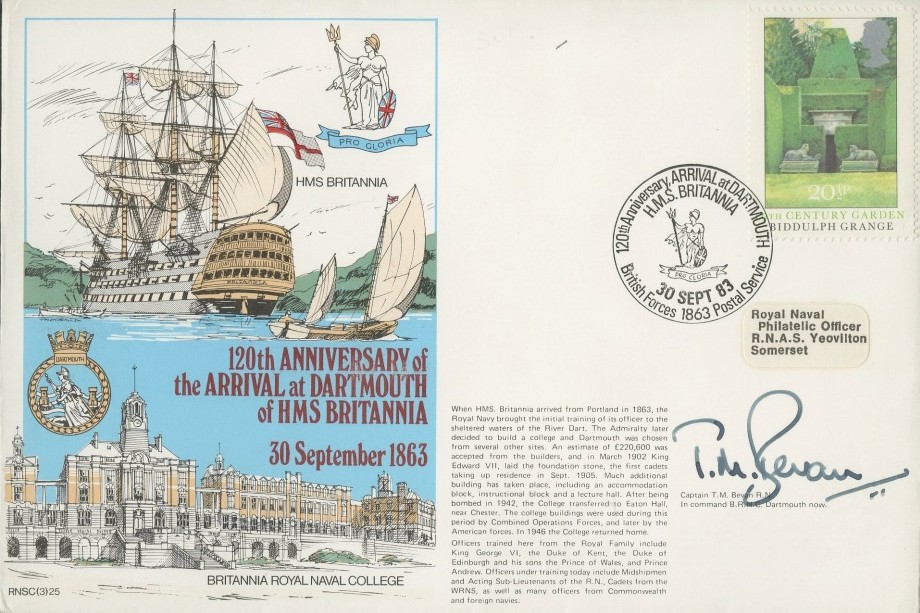 PRO GLORIA
HMS BRITANNIA
BRITANNIA
DARTMOUTH
120th ANNIVERSARY of
the ARRIVAL at DARTMOUTH
of HMS BRITANNIA
30 September 1863
BRITANNIA ROYAL NAVAL COLLEGE
RNSC(3)25
120th Anniversary, ARRIVAL at DARTMOUTH
H.M.S. BRITANNIA
PRO GLORIA
30 SEPT 83
British Forces 1863 Postal Service
20½P
TH CENTURY GARDEN
BIDDULPH GRANGE
Royal Naval
Philatelic Officer
R.N.A.S. Yeovilton
Somerset
When HMS. Britannia arrived from Portland in 1863, the
Royal Navy brought the initial training of its officer to the
sheltered waters of the River Dart. The Admiralty later
decided to build a college and Dartmouth was chosen
from several other sites. An estimate of £220,600 was
accepted from the builders, and in March 1902 King
Edward VII, laid the foundation stone, the first cadets
taking up residence in Sept. 1905. Much additional
building has taken place, including an accommodation
block, instructional block and a lecture hall. After being
bombed in 1942, the College transferred to Eaton Hall,
near Chester. The college buildings were used during this
period by Combined Operations Forces, and later by the
American forces. In 1946 the College returned home.
Officers trained here from the Royal Family include
King George VI, the Duke of Kent, the Duke of
Edinburgh and his sons the Prince of Wales, and Prince
Andrew. Officers under training today include Midshipmen
and Acting Sub-Lieutenants of the R.N., Cadets from the
WRNS, as well as many officers from Commonwealth
and foreign navies.
T.M. Bevan
Captain T.M. Bevan R.N.
In command B.R.N.C. Dartmouth now.